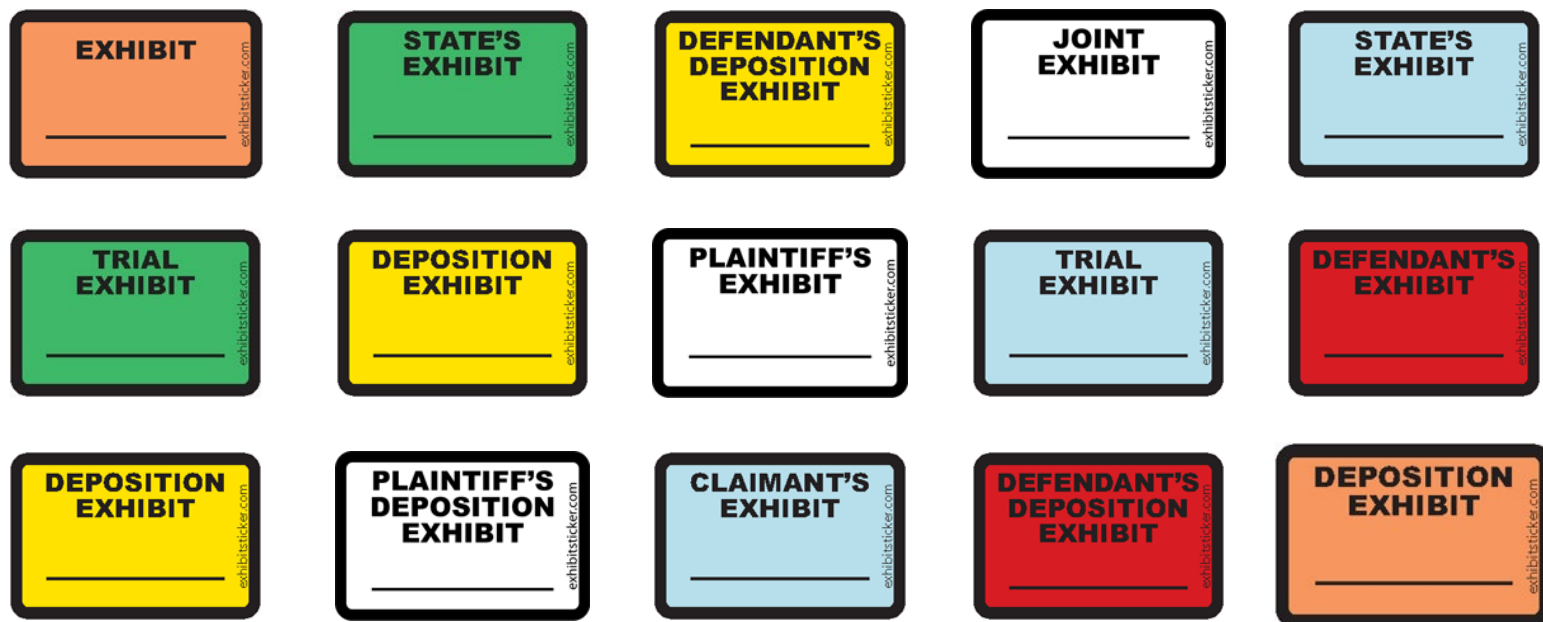 EXHIBIT
exhibitsticker.com
STATE'S
EXHIBIT
exhibitsticker.com
DEFENDANT'S
DEPOSITION
EXHIBIT
exhibitsticker.com
JOINT
EXHIBIT
exhibitsticker.com
STATE'S
EXHIBIT
exhibitsticker.com
TRIAL
EXHIBIT
exhibitsticker.com
DEPOSITION
EXHIBIT
exhibitsticker.com
PLAINTIFF'S
EXHIBIT
exhibitsticker.com
TRIAL
EXHIBIT
exhibitsticker.com
DEFENDANT'S
EXHIBIT
exhibitsticker.com
DEPOSITION
EXHIBIT
exhibitsticker.com
PLAINTIFF'S
DEPOSITION
EXHIBIT
exhibitsticker.com
CLAIMANT'S
EXHIBIT
exhibitsticker.com
DEFENDANT'S
DEPOSITION
EXHIBIT
exhibitsticker.com
DEPOSITION
EXHIBIT
exhibitsticker.com